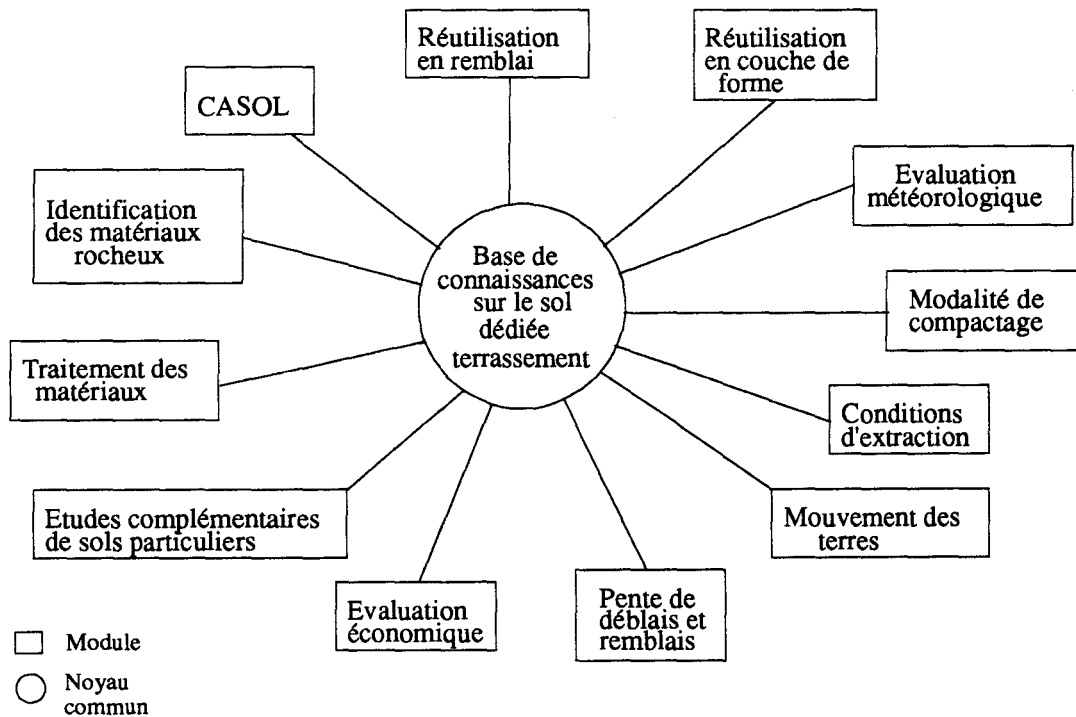 Réutilisation
en remblai
Réutilisation
en couche de
forme
CASOL
Evaluation
météorologique
Identification
des matériaux
rocheux
Base de
connaissances
sur le sol
dédiée
terrassement
Modalité de
compactage
Traitement des
matériaux
Conditions
d'extraction
Etudes complémentaires
de sols particuliers
Mouvement des
terres
Evaluation
économique
Pente de
déblais et
remblais
Module
Noyau
commun